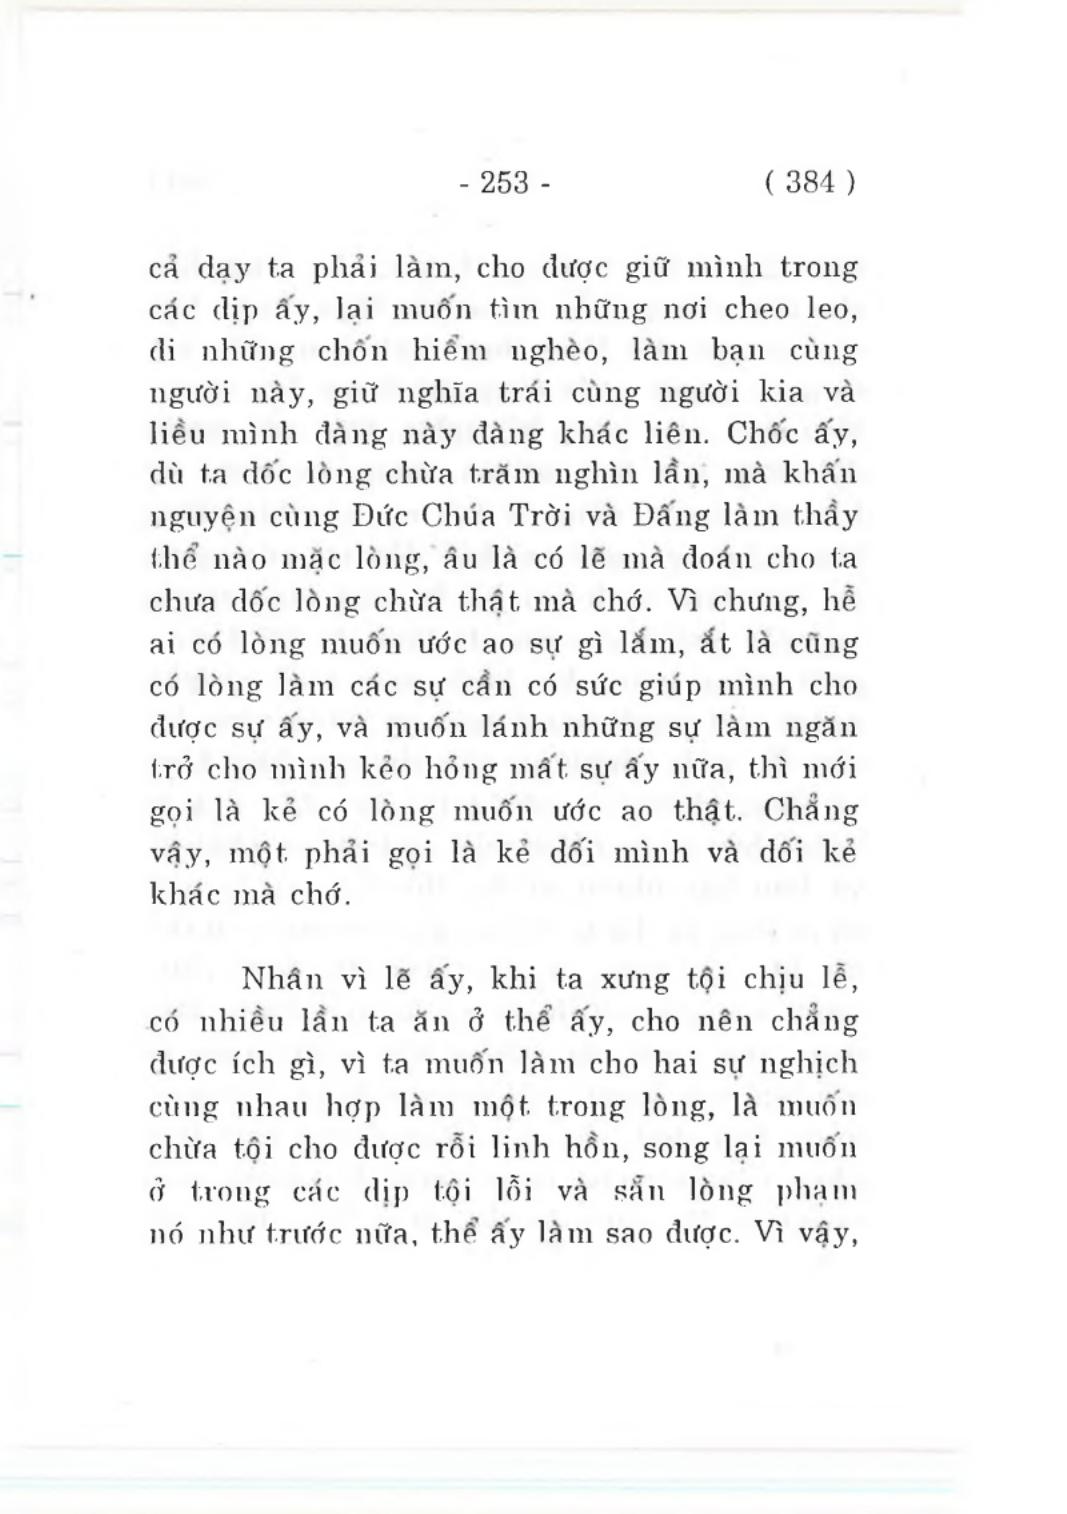 - 253 - ( 384 )
cả dạy ta phải làm, cho được giữ mình trong
các dịp ấy, lại muốn tìm những nơi cheo leo,
đi những chốn hiểm nghèo, làm bạn cùng
người này, giữ nghĩa trái cùng người kia và
liều mình đàng này đàng khác liên. Chốc ấy,
dù ta dốc lòng chừa trăm nghìn lần, mà khấn
nguyện cùng Đức Chúa Trời và Đấng làm thầy
thể nào mặc lòng, âu là có lẽ mà đoán cho ta
chưa dốc lòng chừa thật mà chớ. Vì chưng, hễ
ai có lòng muốn ước ao sự gì lắm, ắt là cũng
có lòng làm các sự cần có sức giúp mình cho
được sự ấy, và muốn lánh những sự làm ngăn
trở cho mình kẻo hỏng mất sự ấy nữa, thì mới
gọi là kẻ có lòng muốn ước ao thật. Chẳng
vậy, một phải gọi là kẻ dối mình và dối kẻ
khác mà chớ.
Nhân vì lẽ ấy, khi ta xưng tội chịu lễ,
có nhiều lần ta ăn ở thể ấy, cho nên chẳng
được ích gì, vì ta muốn làm cho hai sự nghịch
cùng nhau hợp làm một trong lòng, là muốn
chừa tội cho được rỗi linh hồn, song lại muốn
ở trong các dịp tội lỗi và sẵn lòng phạm
nó như trước nữa, thể ấy làm sao được. Vì vậy,